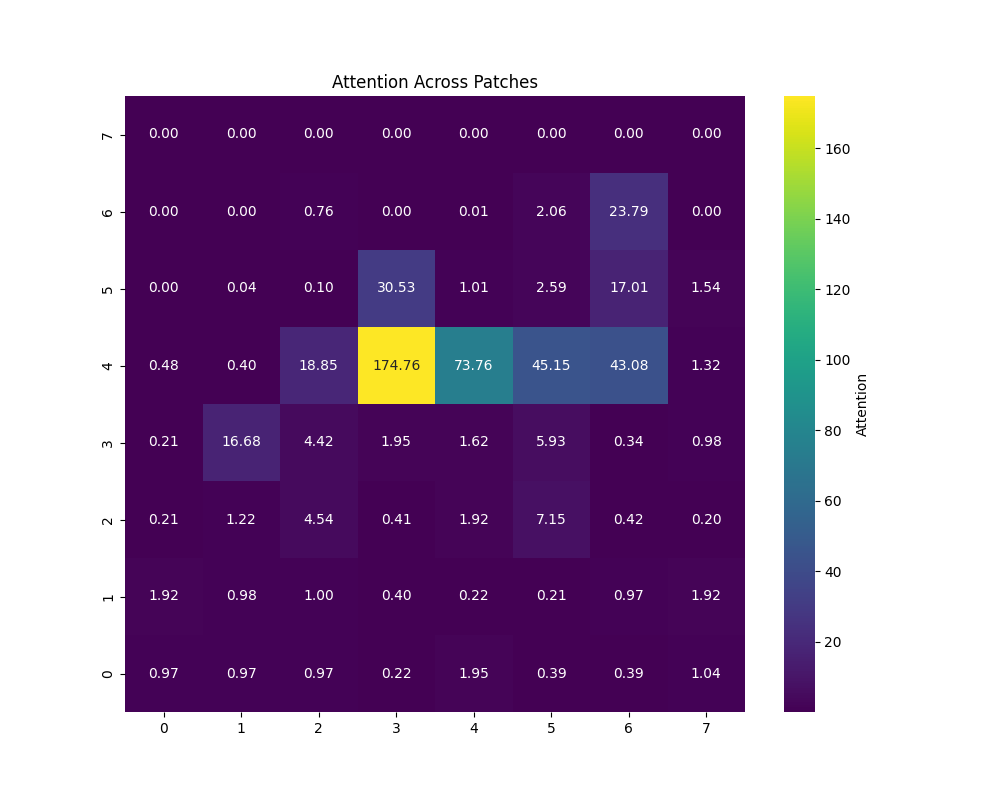 Attention Across Patches
7 0.00 0.00 0.00 0.00 0.00 0.00 0.00 0.00
6 0.00 0.00 0.76 0.00 0.01 2.06 23.79 0.00
5 0.00 0.04 0.10 30.53 1.01 2.59 17.01 1.54
4 0.48 0.40 18.85 174.76 73.76 45.15 43.08 1.32
3 0.21 16.68 4.42 1.95 1.62 5.93 0.34 0.98
2 0.21 1.22 4.54 0.41 1.92 7.15 0.42 0.20
1 1.92 0.98 1.00 0.40 0.22 0.21 0.97 1.92
0 0.97 0.97 0.97 0.22 1.95 0.39 0.39 1.04
0 1 2 3 4 5 6 7
160
140
120
100
80
60
40
20
Attention